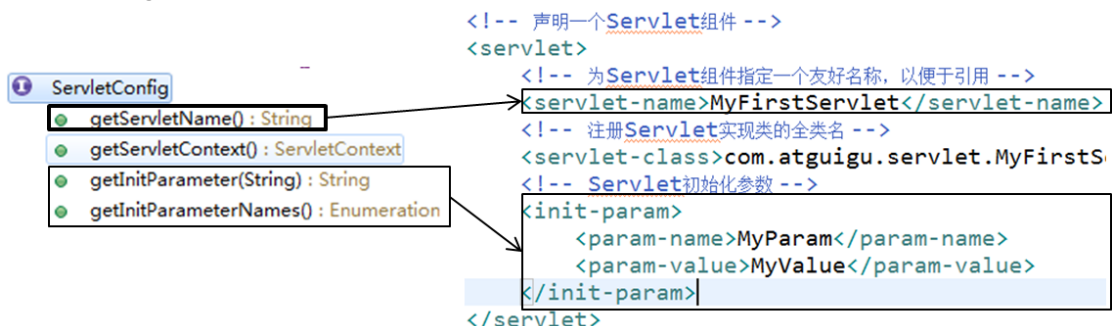 ServletConfig
getServletName() : String
getServletContext() : ServletContext
getInitParameter(String) : String
getInitParameterNames() : Enumeration
<!-- 声明一个Servlet组件 -->
<servlet>
<!-- 为Servlet组件指定一个友好名称，以便于引用 -->
<servlet-name>MyFirstServlet</servlet-name>
<!-- 注册Servlet实现类的全类名 -->
<servlet-class>com.atguigu.servlet.MyFirstS
<!-- Servlet初始化参数 -->
<init-param>
<param-name>MyParam</param-name>
<param-value>MyValue</param-value>
</init-param>
</servlet>